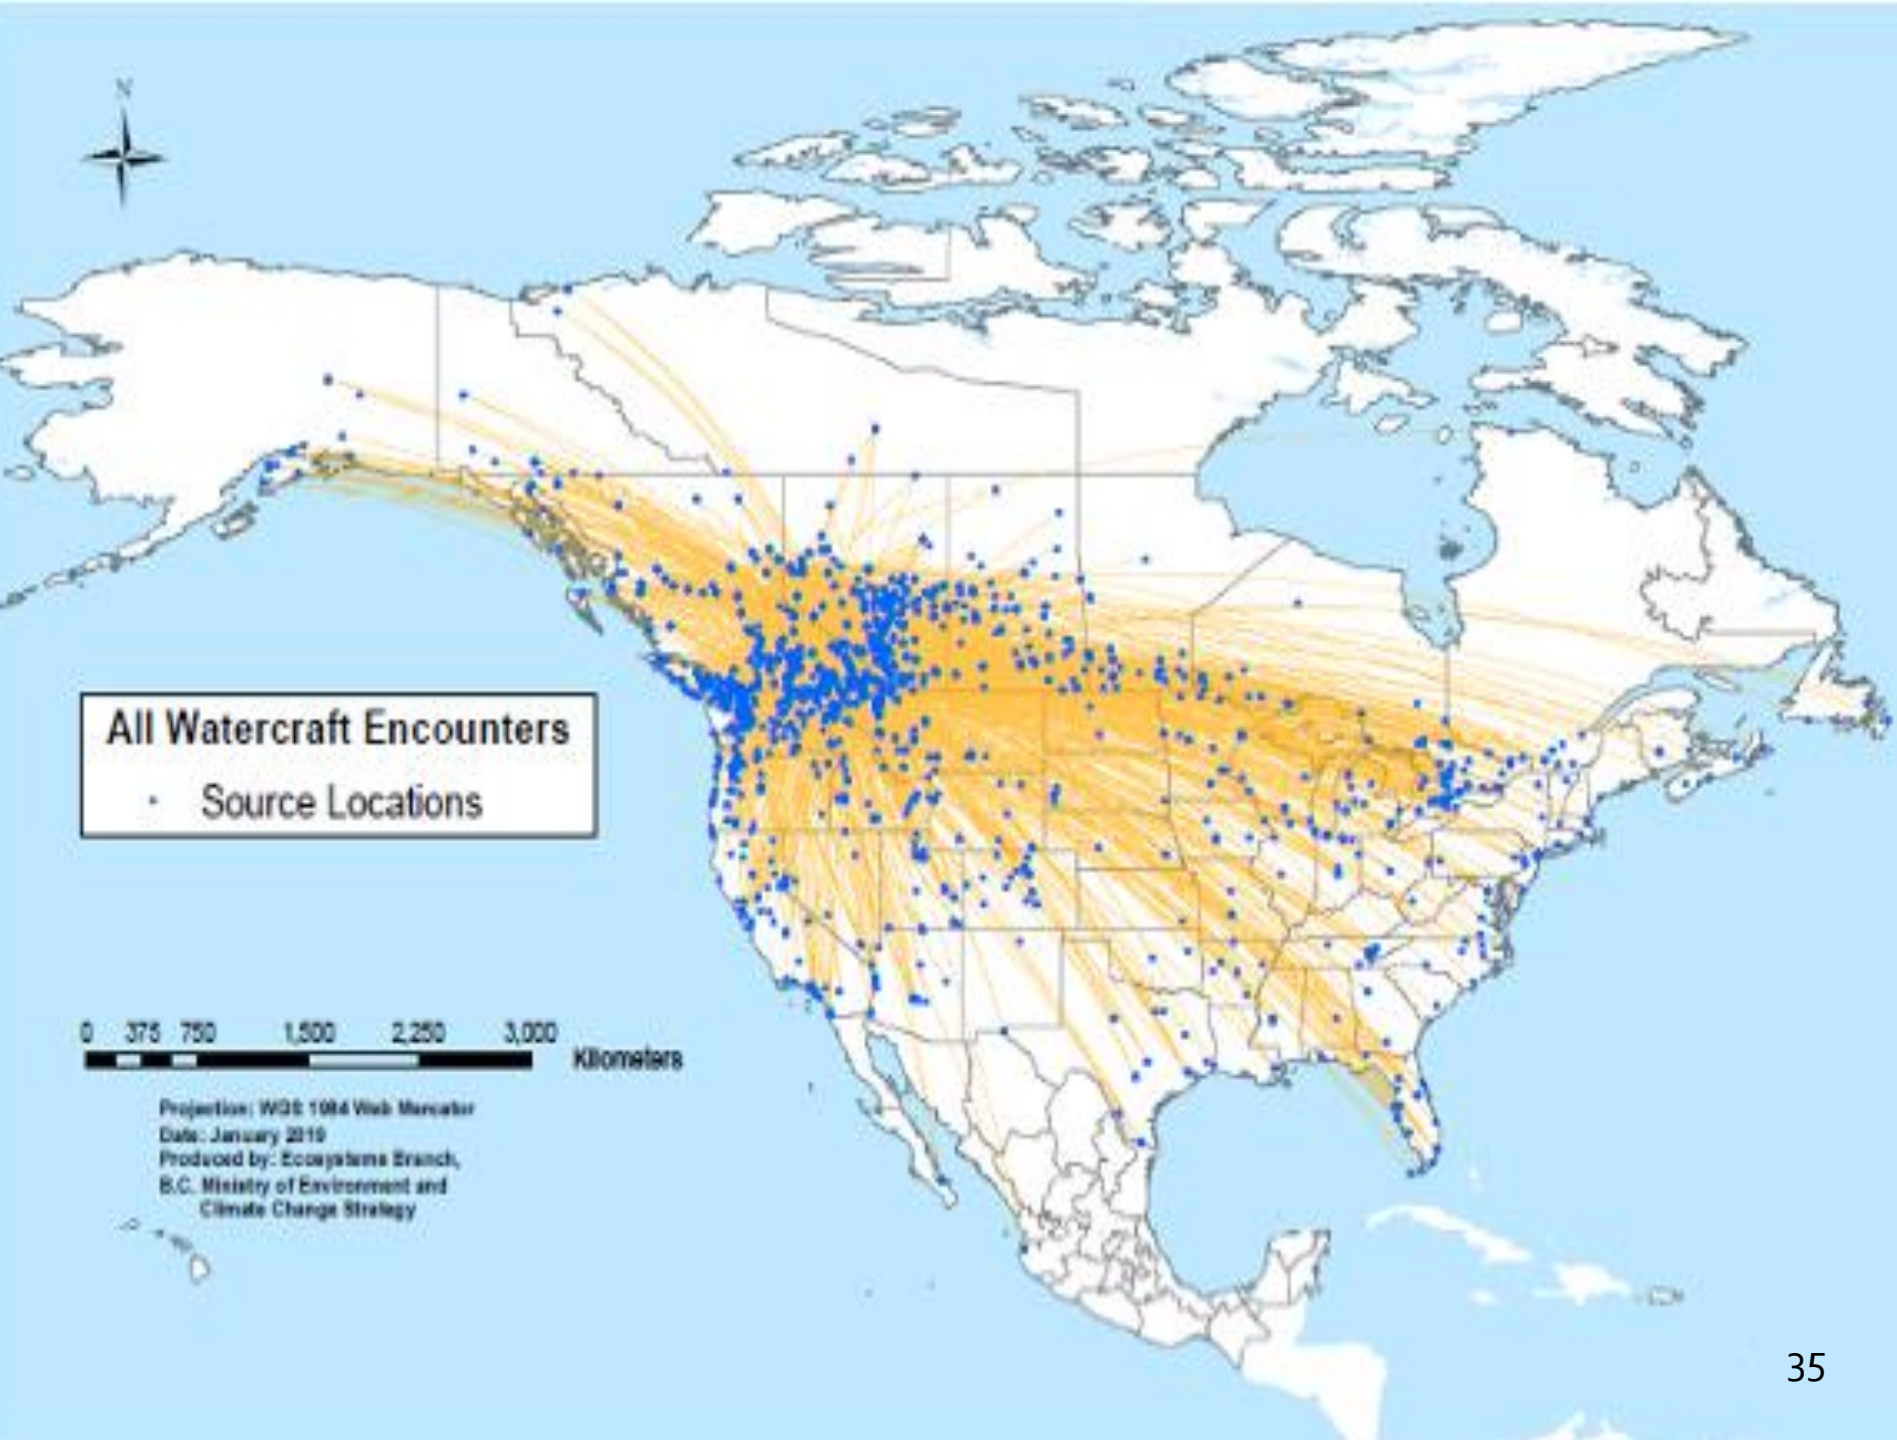 N
All Watercraft Encounters
Source Locations
0 375 750 1,500 2,250 3,000
Kilometers
Projection: WGS 1984 Web Mercator
Date: January 2019
Produced by: Ecosystems Branch,
B.C. Ministry of Environment and
Climate Change Strategy
35